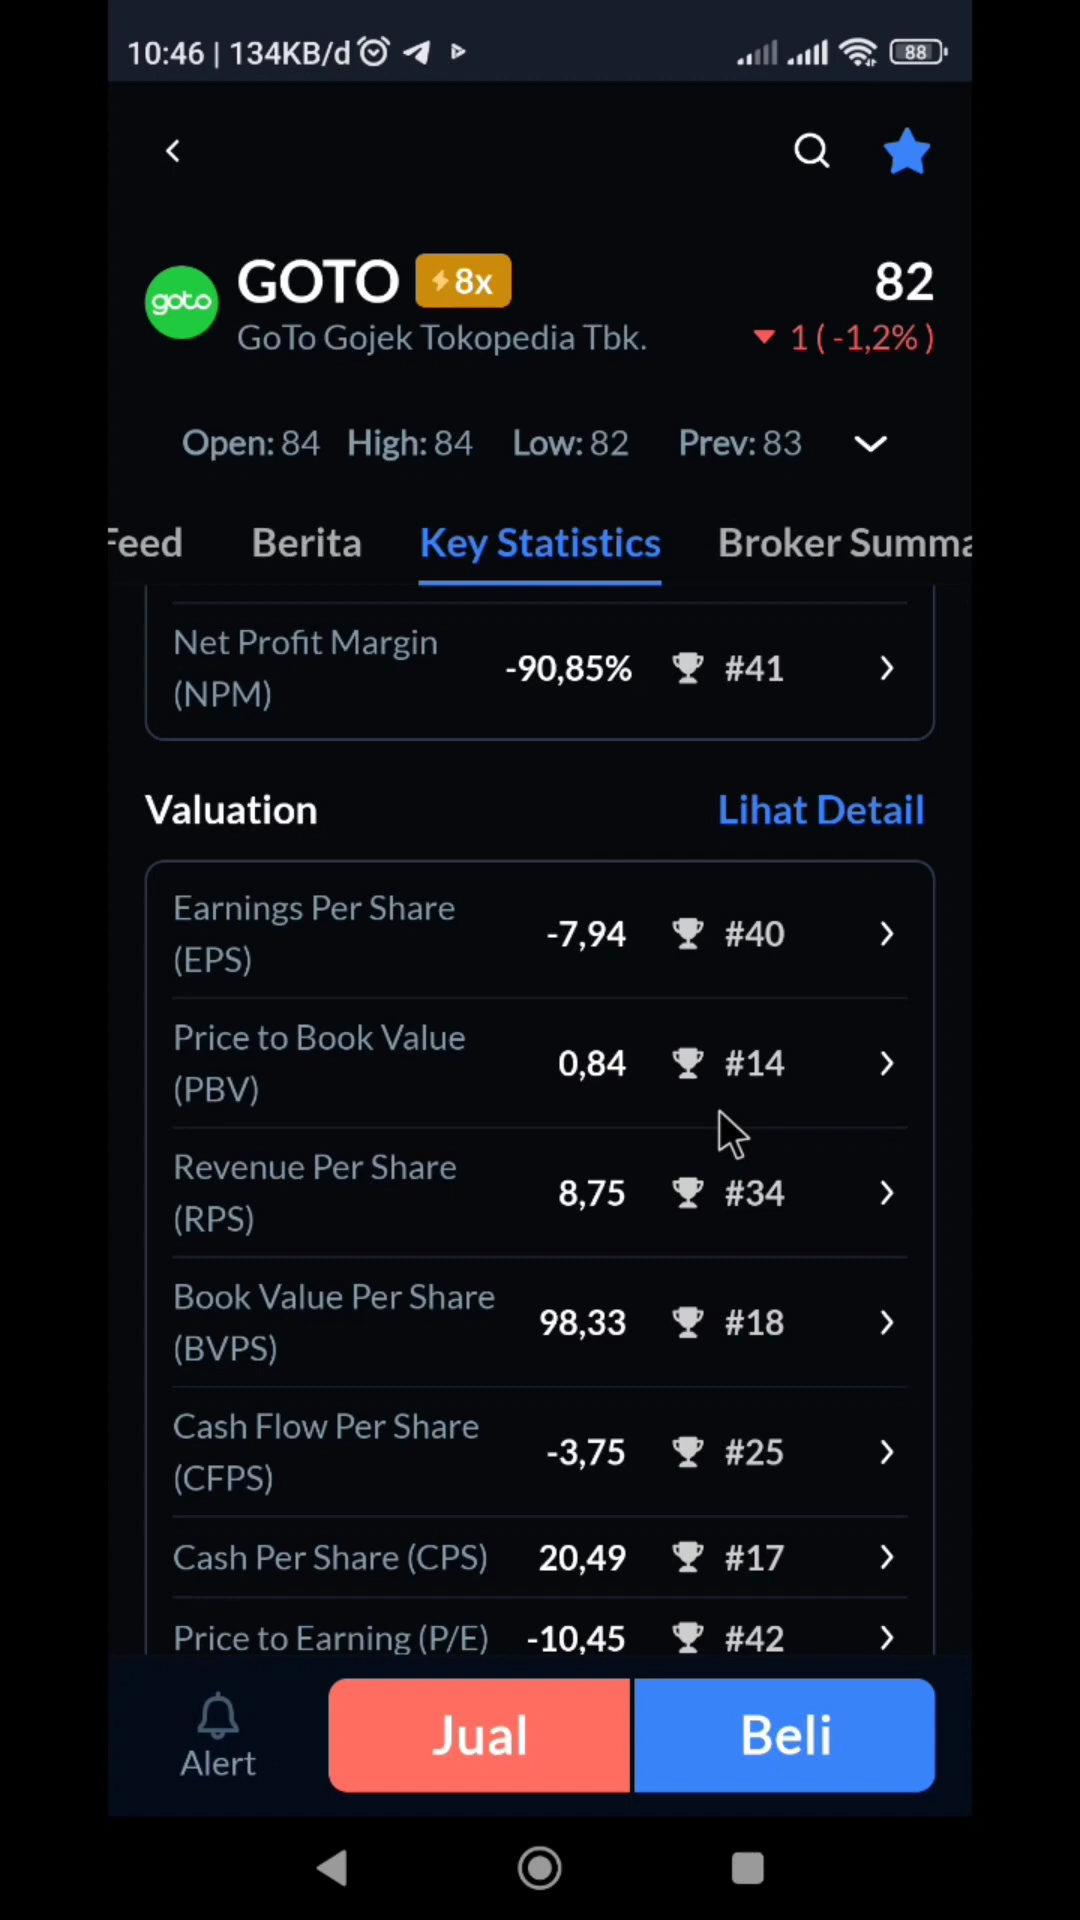 10:46 | 134KB/d
88
goto
GOTO 8x
82
GoTo Gojek Tokopedia Tbk.
1 ( -1,2% )
Open: 84 High: 84 Low: 82 Prev: 83
Feed Berita Key Statistics Broker Summa
Net Profit Margin
(NPM)
-90,85% #41
Valuation Lihat Detail
Earnings Per Share
(EPS)
-7,94 #40
Price to Book Value
(PBV)
0,84 #14
Revenue Per Share
(RPS)
8,75 #34
Book Value Per Share
(BVPS)
98,33 #18
Cash Flow Per Share
(CFPS)
-3,75 #25
Cash Per Share (CPS) 20,49 #17
Price to Earning (P/E) -10,45 #42
Alert
Jual
Beli